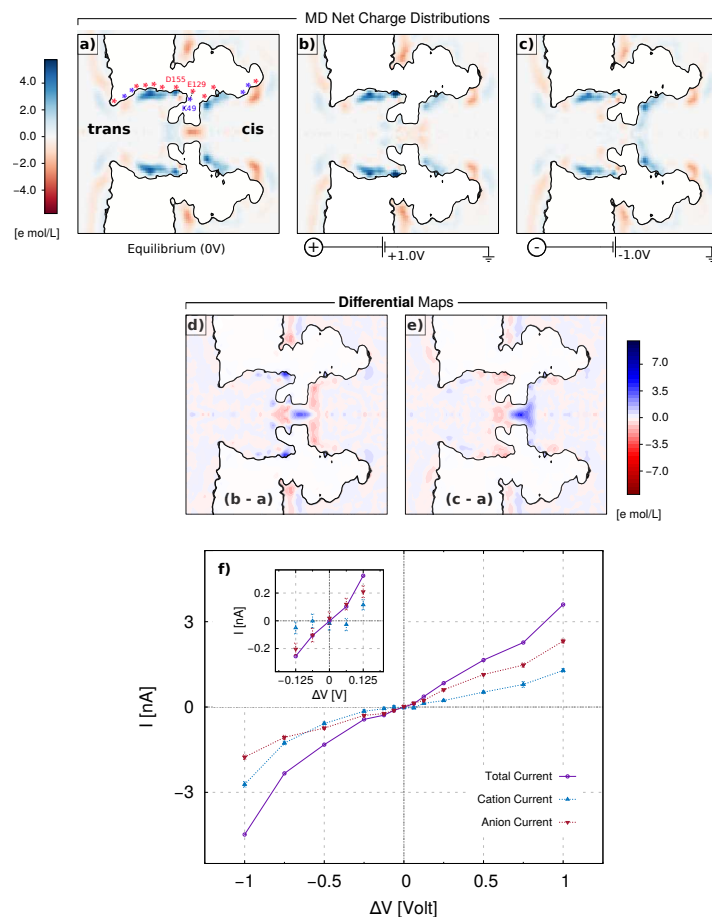 MD Net Charge Distributions
a)
b)
c)
D155
E129
K49
trans
cis
4.0
2.0
0.0
−2.0
−4.0
[e mol/L]
Equilibrium (0V)
+
+1.0V
-
-1.0V
Differential Maps
d)
e)
(b - a)
(c - a)
7.0
3.5
0.0
−3.5
−7.0
[e mol/L]
f)
I [nA]
0.2
0
−0.2
−0.125
0
0.125
ΔV [V]
I [nA]
3
0
−3
Total Current
Cation Current
Anion Current
−1
−0.5
0
0.5
1
ΔV [Volt]